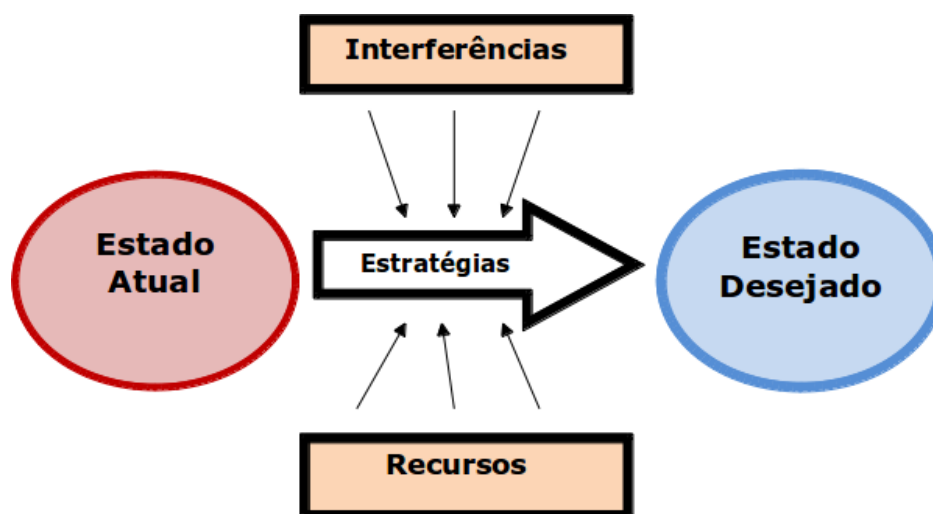 Interferências
Estado
Atual
Estratégias
Estado
Desejado
Recursos